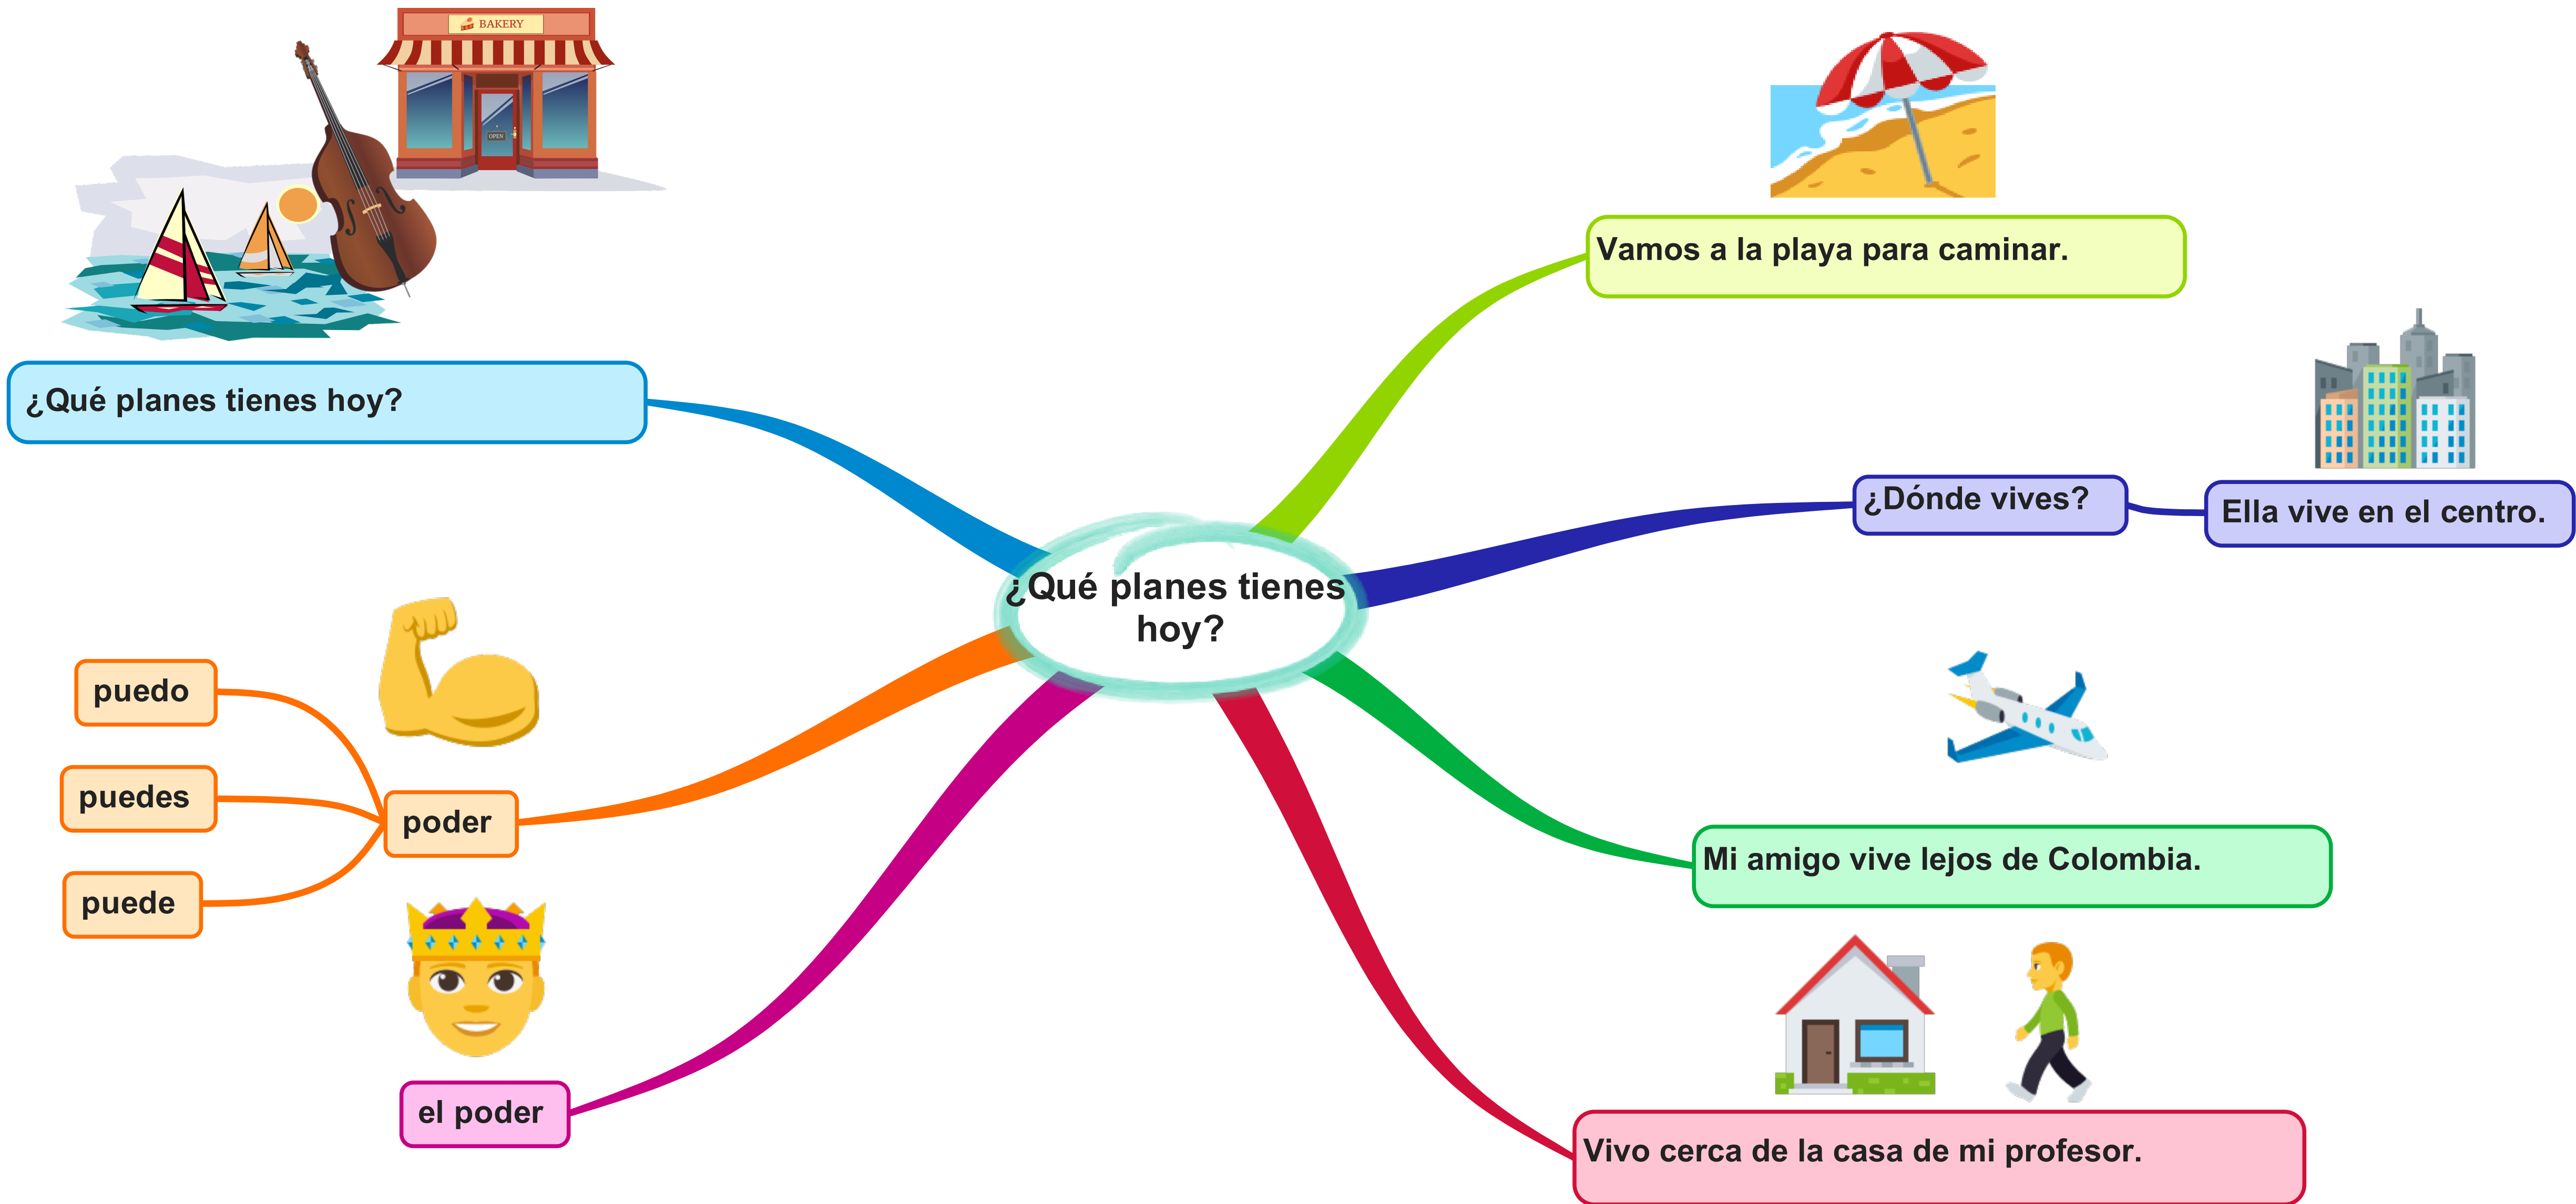 BAKERY
OPEN
¿Qué planes tienes hoy?
puedo
puedes
puede
poder
el poder
¿Qué planes tienes
hoy?
Vamos a la playa para caminar.
¿Dónde vives?
Ella vive en el centro.
Mi amigo vive lejos de Colombia.
Vivo cerca de la casa de mi profesor.